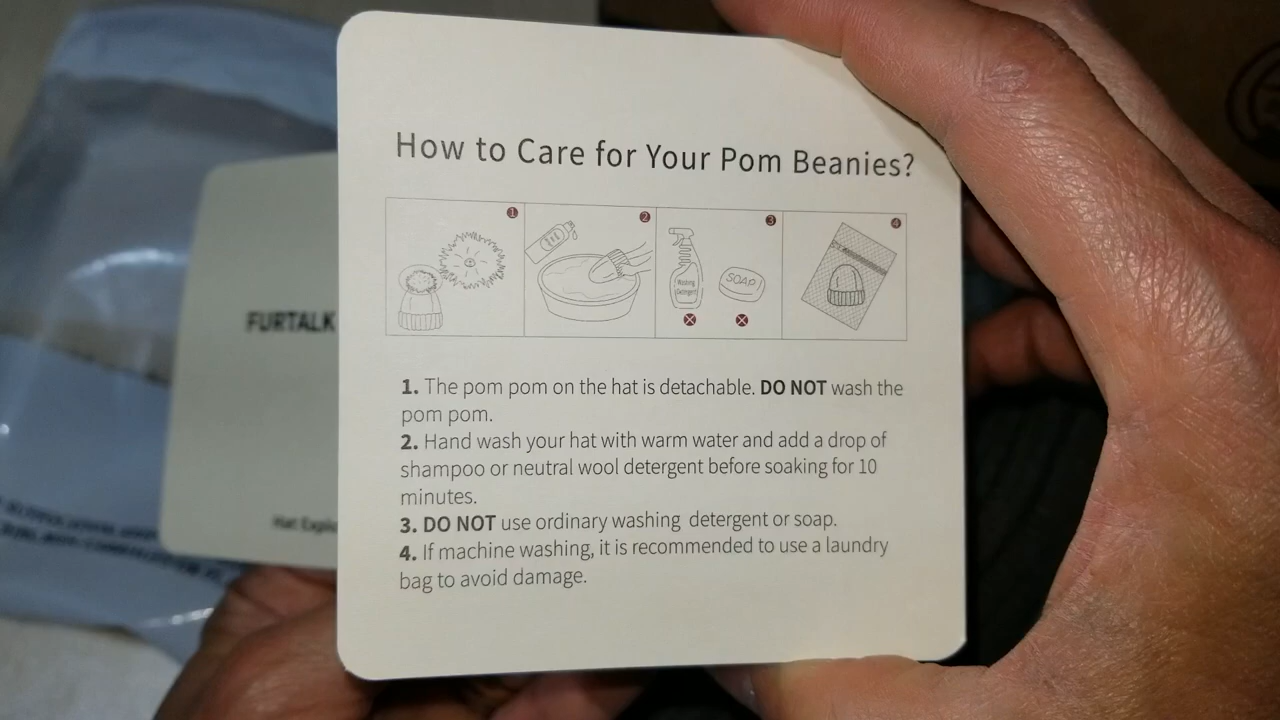 How to Care for Your Pom Beanies?
1
2
3
4
Washing
Detergent
SOAP
FURTALK
1. The pom pom on the hat is detachable. DO NOT wash the
pom pom.
2. Hand wash your hat with warm water and add a drop of
shampoo or neutral wool detergent before soaking for 10
minutes.
3. DO NOT use ordinary washing detergent or soap.
4. If machine washing, it is recommended to use a laundry
bag to avoid damage.
Hat